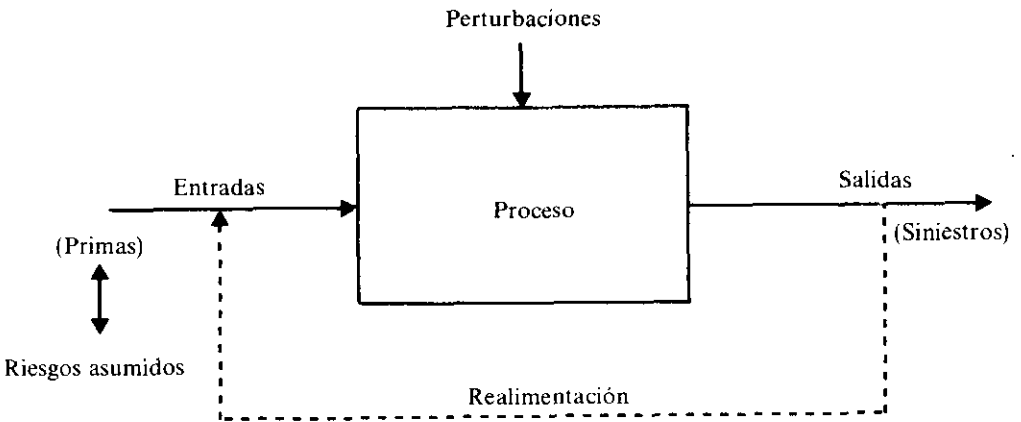 Perturbaciones
Entradas
Salidas
Proceso
(Primas)
(Siniestros)
Riesgos asumidos
Realimentación